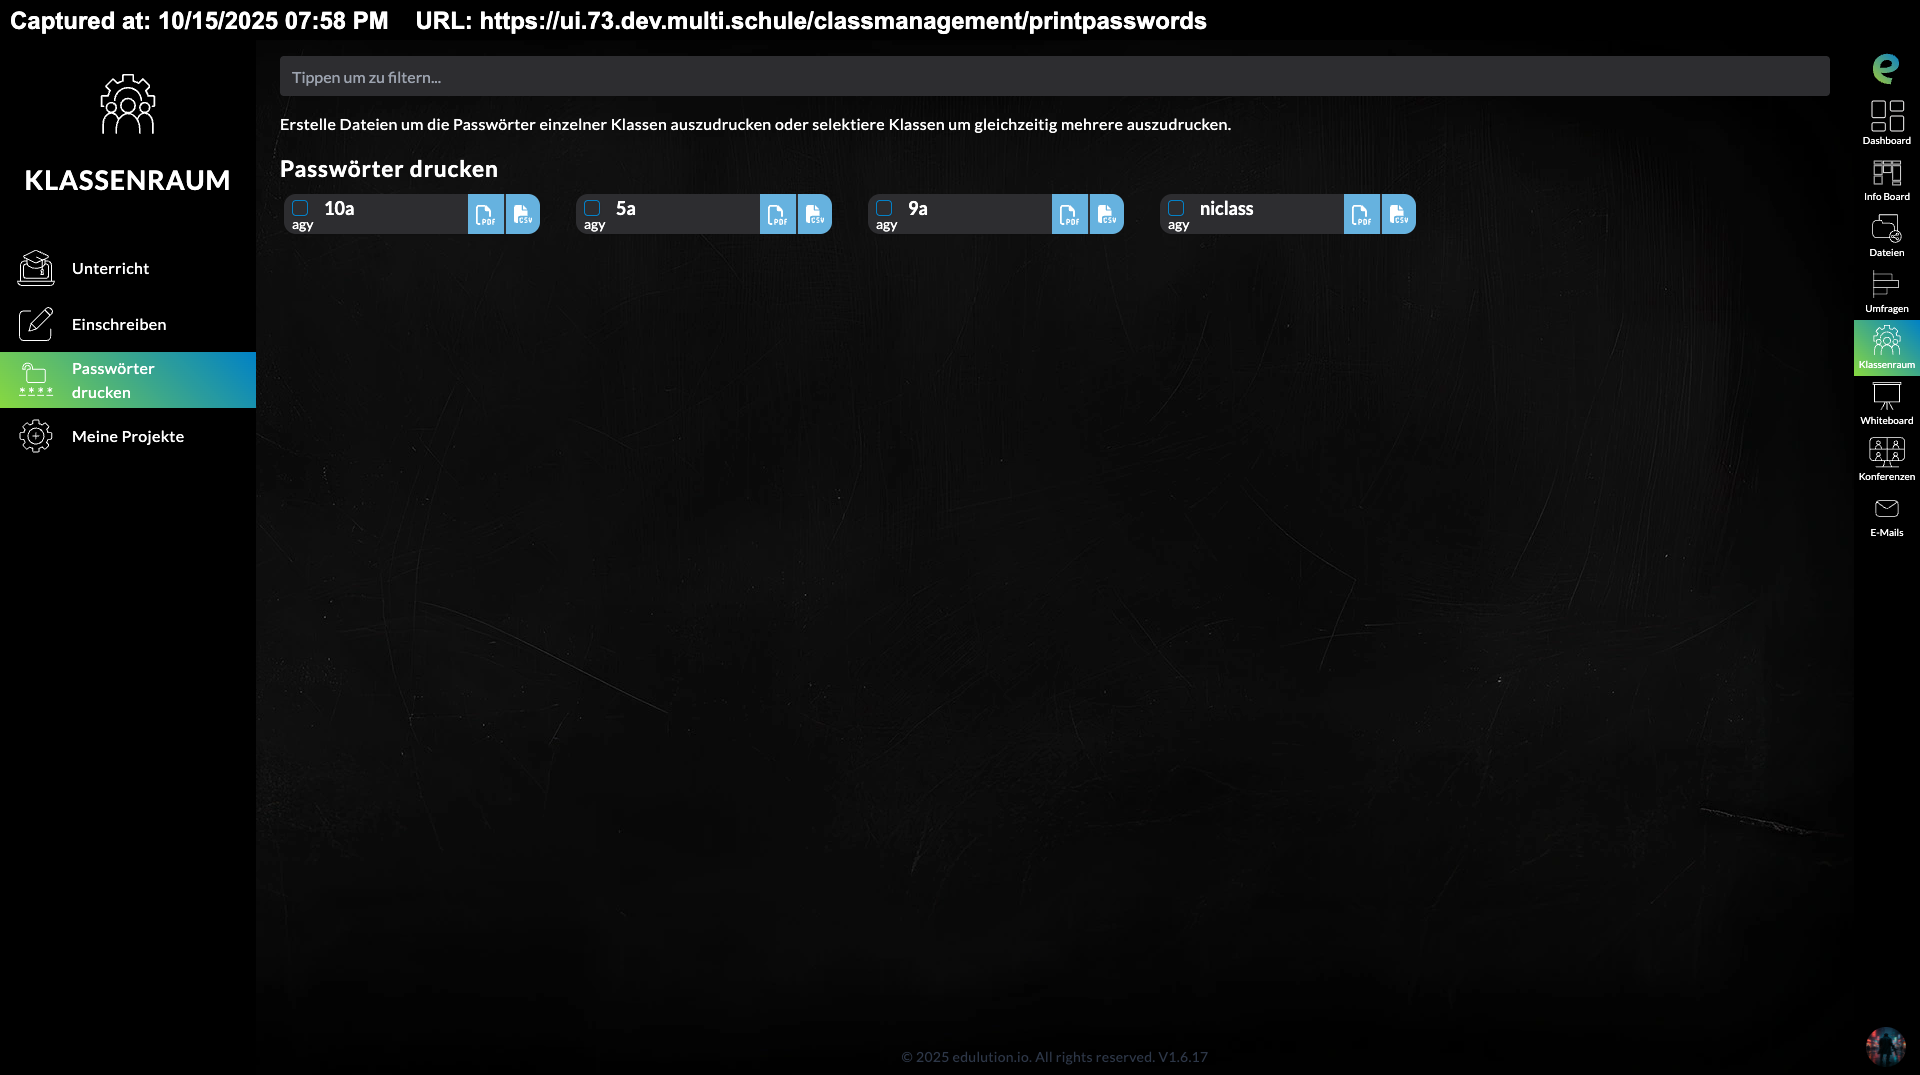 Captured at: 10/15/2025 07:58 PM URL: https://ui.73.dev.multi.schule/classmanagement/printpasswords
KLASSENRAUM
Unterricht
Einschreiben
Passwörter
drucken
Meine Projekte
Tippen um zu filtern...
Erstelle Dateien um die Passwörter einzelner Klassen auszudrucken oder selektiere Klassen um gleichzeitig mehrere auszudrucken.
Passwörter drucken
10a
agy
PDF
CSV
5a
agy
PDF
CSV
9a
agy
PDF
CSV
niclass
agy
PDF
CSV
Dashboard
Info Board
Dateien
Umfragen
Klassenraum
Whiteboard
Konferenzen
E-Mails
© 2025 edulution.io. All rights reserved. V1.6.17